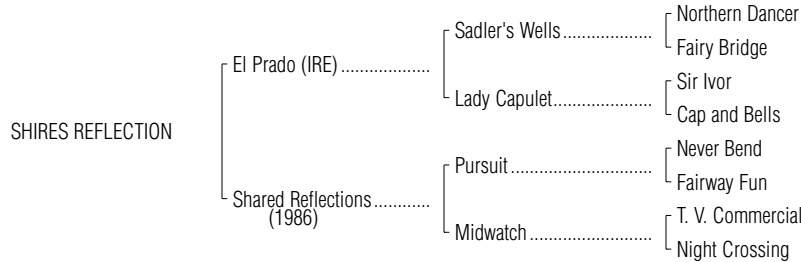 Northern Dancer
Sadler's Wells ....................
Fairy Bridge
El Prado (IRE) ....................
Sir Ivor
Lady Capulet.......................
Cap and Bells
SHIRES REFLECTION
Never Bend
Pursuit ................................
Fairway Fun
Shared Reflections ............
(1986)
T. V. Commercial
Midwatch ............................
Night Crossing